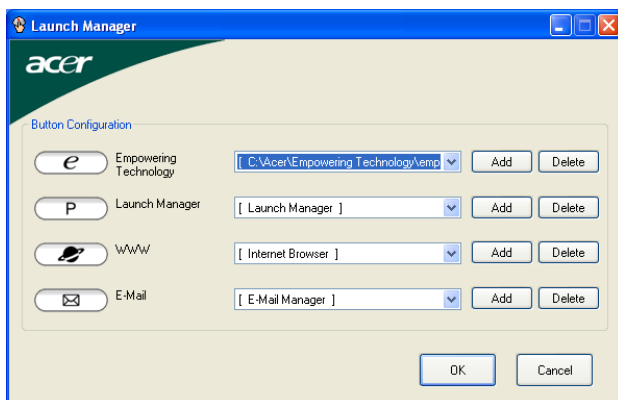 Launch Manager
acer
Button Configuration
e
Empowering
Technology
[ C:\Acer\Empowering Technology\emp
Add
Delete
P
Launch Manager
[ Launch Manager ]
Add
Delete
WWW
[ Internet Browser ]
Add
Delete
E-Mail
[ E-Mail Manager ]
Add
Delete
OK
Cancel